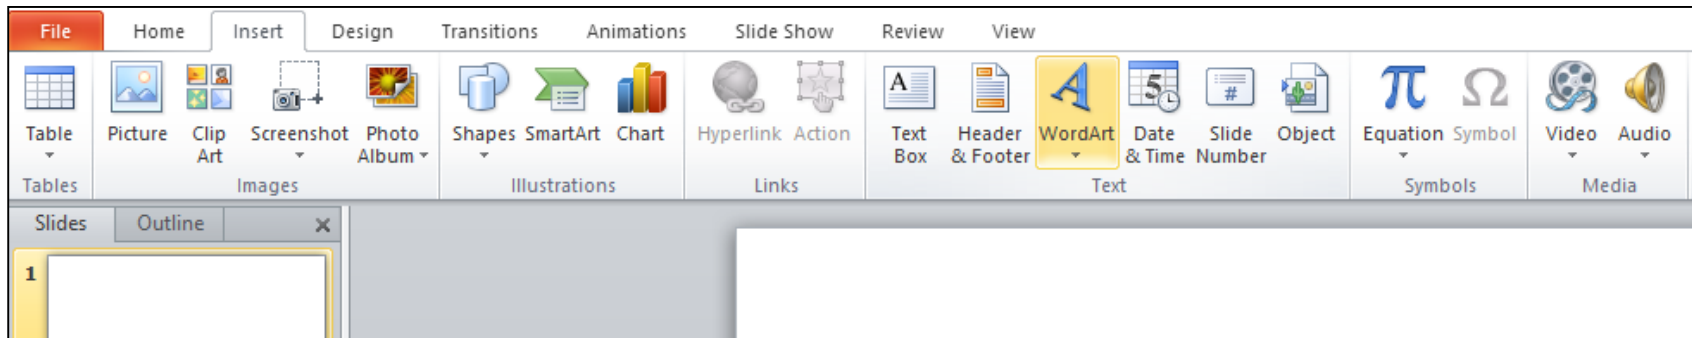 File Home Insert Design Transitions Animations Slide Show Review View
Table Picture Clip Screenshot Photo Shapes SmartArt Chart Hyperlink Action Text Header WordArt Date Slide Object Equation Symbol Video Audio
Art Album Box & Footer & Time Number
Tables Images Illustrations Links Text Symbols Media
Slides Outline
1